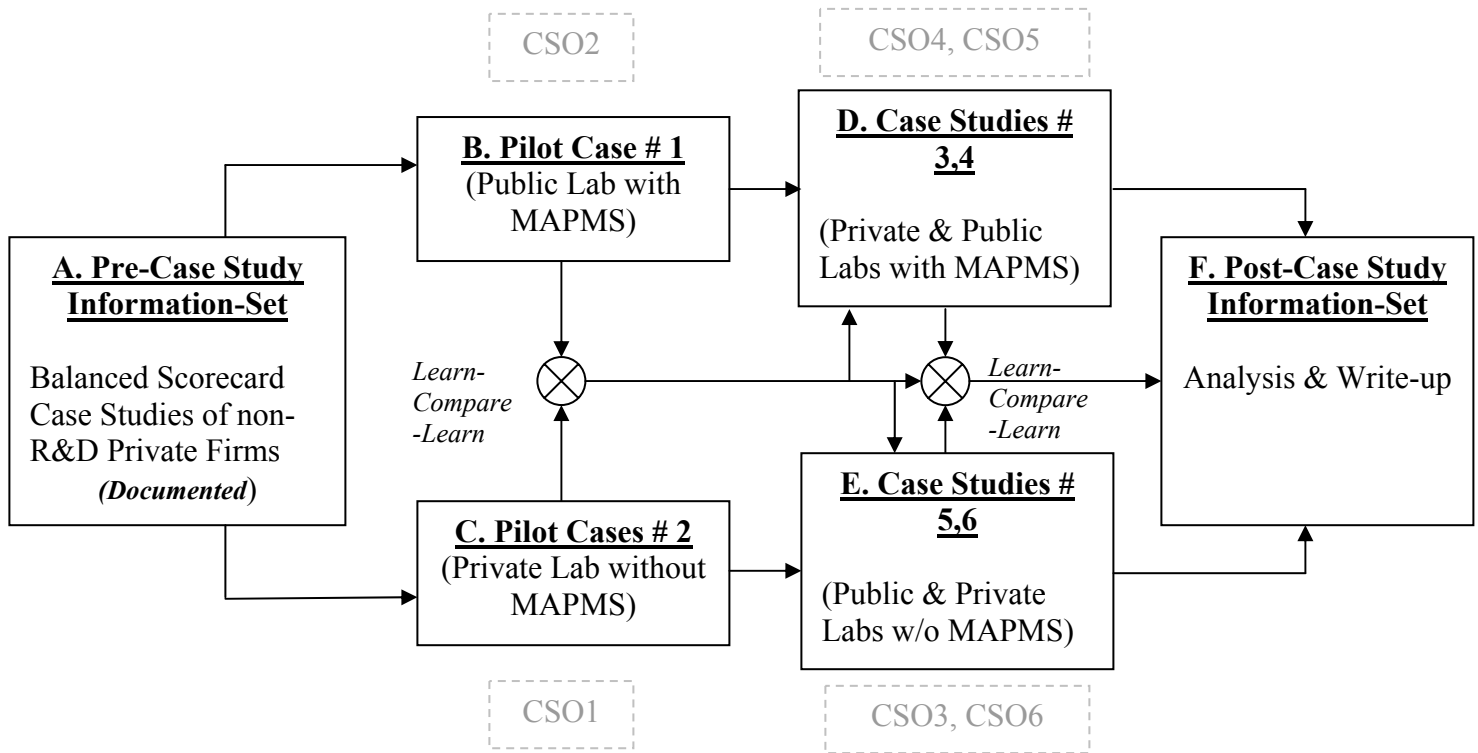 CSO2
CSO4, CSO5
B. Pilot Case # 1
(Public Lab with
MAPMS)
D. Case Studies #
3,4
(Private & Public
Labs with MAPMS)
A. Pre-Case Study
Information-Set
Balanced Scorecard
Case Studies of non-
R&D Private Firms
(Documented)
Learn-
Compare
-Learn
Learn-
Compare
-Learn
F. Post-Case Study
Information-Set
Analysis & Write-up
C. Pilot Cases # 2
(Private Lab without
MAPMS)
E. Case Studies #
5,6
(Public & Private
Labs w/o MAPMS)
CSO1
CSO3, CSO6